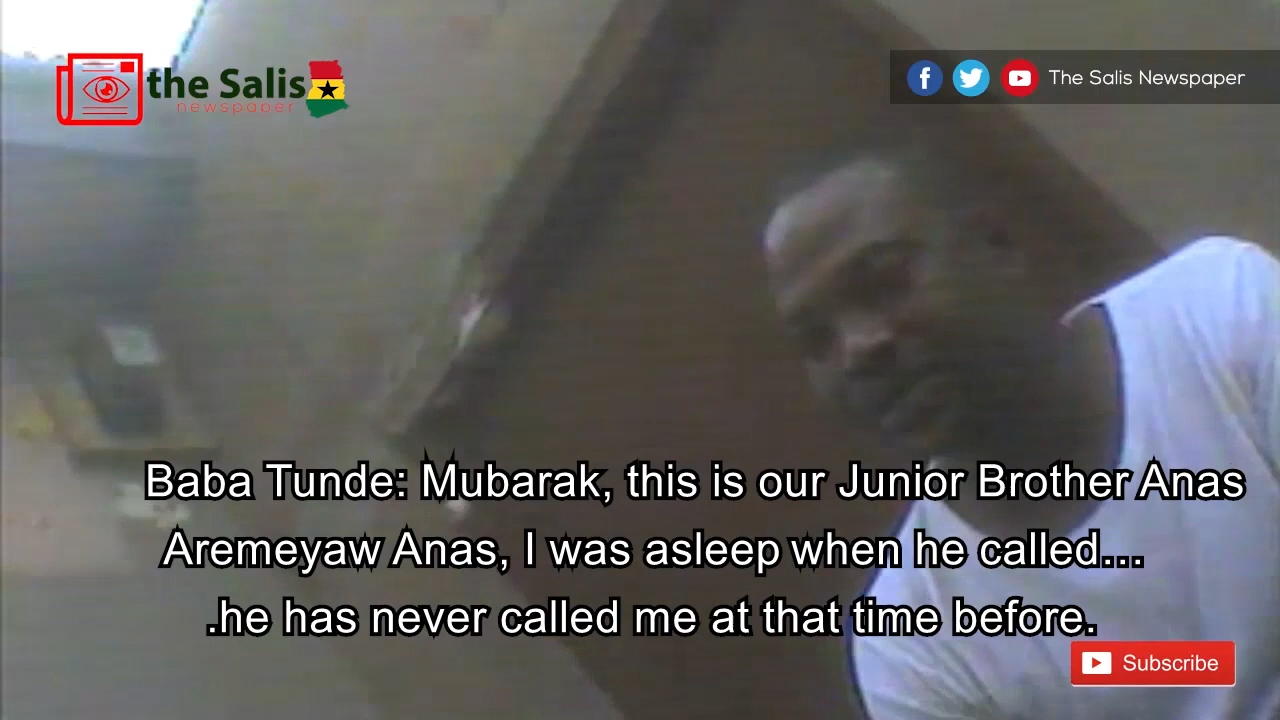 the Salis
newspaper
The Salis Newspaper
Baba Tunde: Mubarak, this is our Junior Brother Anas
Aremeyaw Anas, I was asleep when he called...
.he has never called me at that time before.
Subscribe